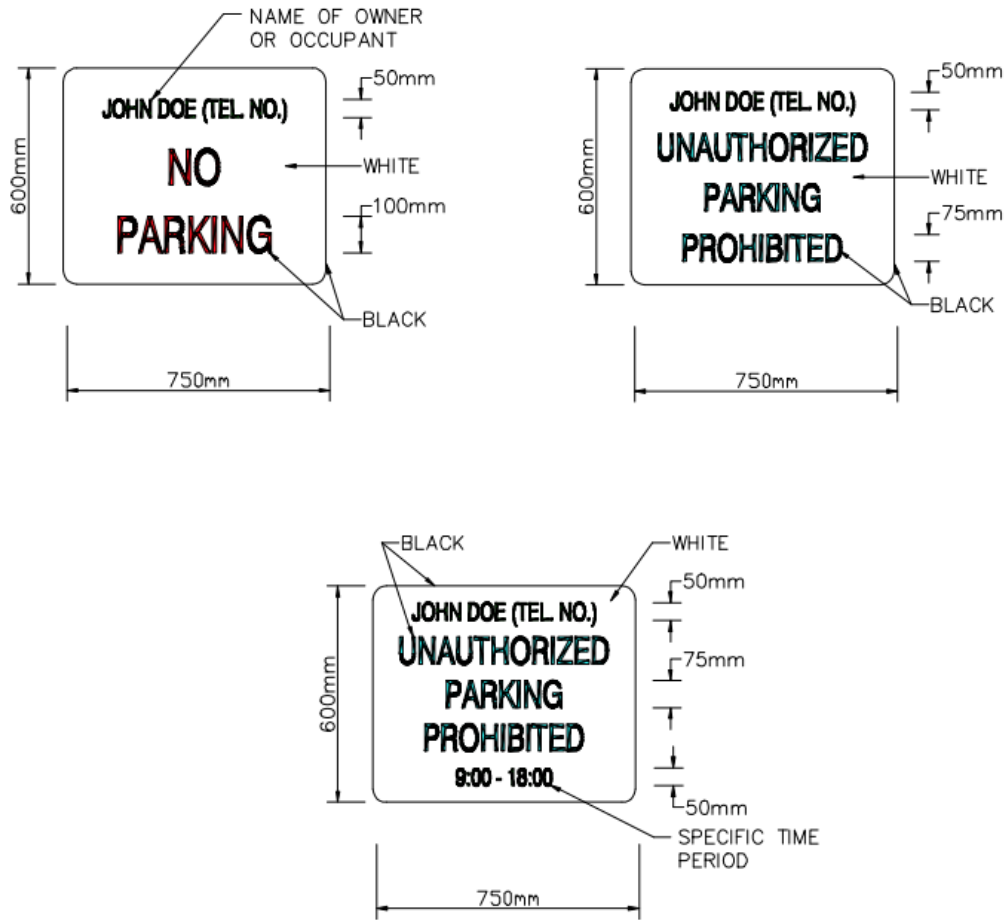 NAME OF OWNER
OR OCCUPANT
JOHN DOE (TEL. NO.)
NO
PARKING
50mm
WHITE
100mm
BLACK
600mm
750mm
JOHN DOE (TEL. NO.)
UNAUTHORIZED
PARKING
PROHIBITED
50mm
WHITE
75mm
BLACK
600mm
750mm
BLACK
WHITE
JOHN DOE (TEL. NO.)
UNAUTHORIZED
PARKING
PROHIBITED
9:00 - 18:00
50mm
75mm
50mm
SPECIFIC TIME
PERIOD
600mm
750mm